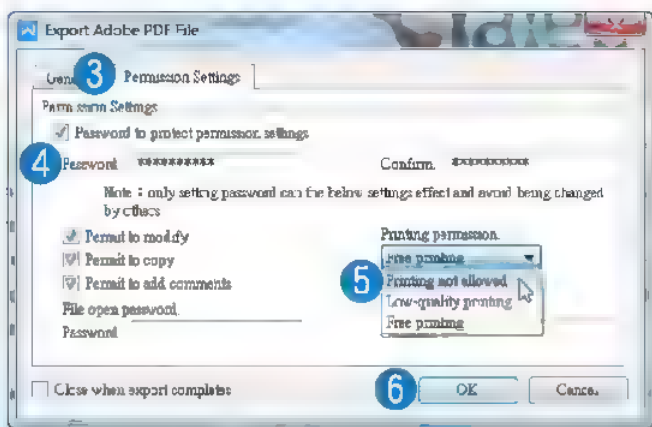 Export Adobe PDF File
3 Permission Settings
Permission Settings
Password to protect permission settings
4 Password ********** Confirm. **********
Note : only setting password can the below settings effect and avoid being changed
by others
Permit to modify Printing permission.
Permit to copy Free printing
Permit to add comments 5 Printing not allowed
File open password. Low-quality printing
Password Free printing
Close when export completes 6 OK Cancel